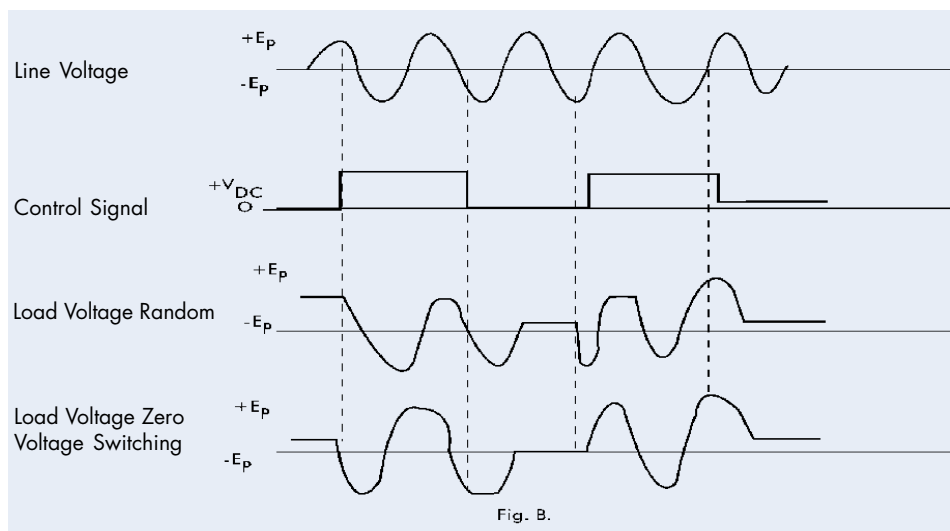 +Ep
Line Voltage
-Ep
+VDC
O
Control Signal
+Ep
Load Voltage Random
-Ep
+Ep
Load Voltage Zero
Voltage Switching
-Ep
Fig. B.